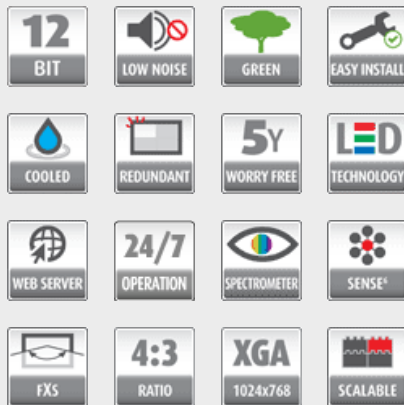 12
BIT
LOW NOISE
GREEN
EASY INSTALL
COOLED
REDUNDANT
5Y
WORRY FREE
LED
TECHNOLOGY
WEB SERVER
24/7
OPERATION
SPECTROMETER
SENSE⁶
FXS
4:3
RATIO
XGA
1024x768
SCALABLE